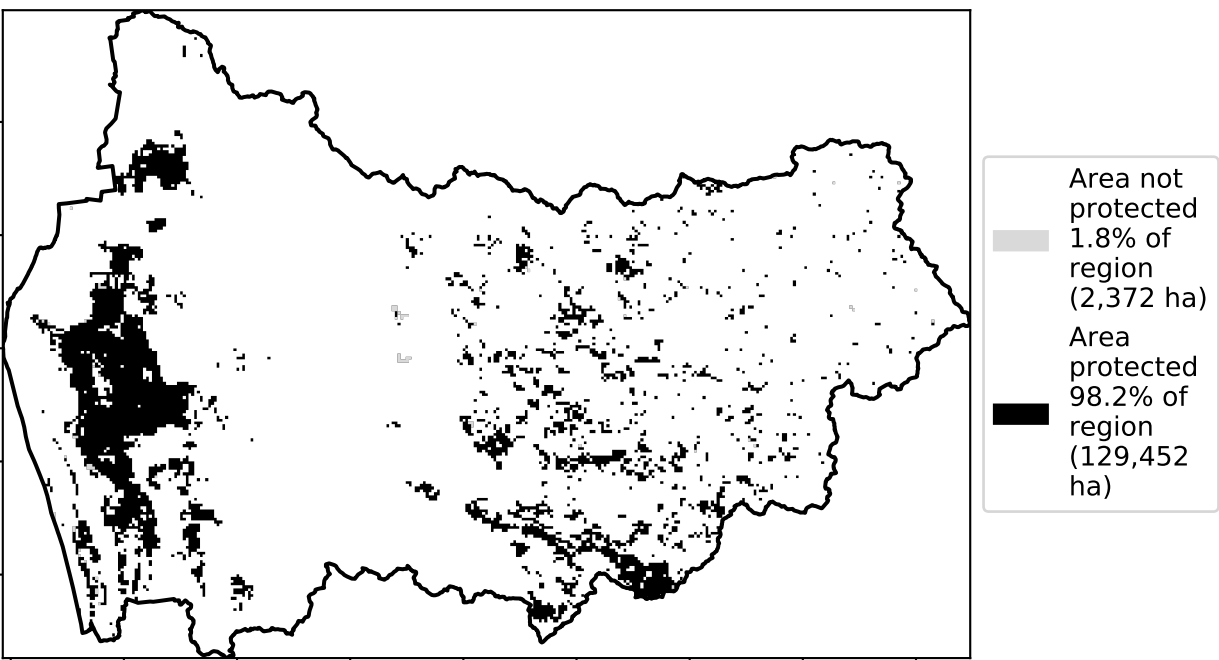 Area not
protected
1.8% of
region
(2,372 ha)
Area
protected
98.2% of
region
(129,452
ha)